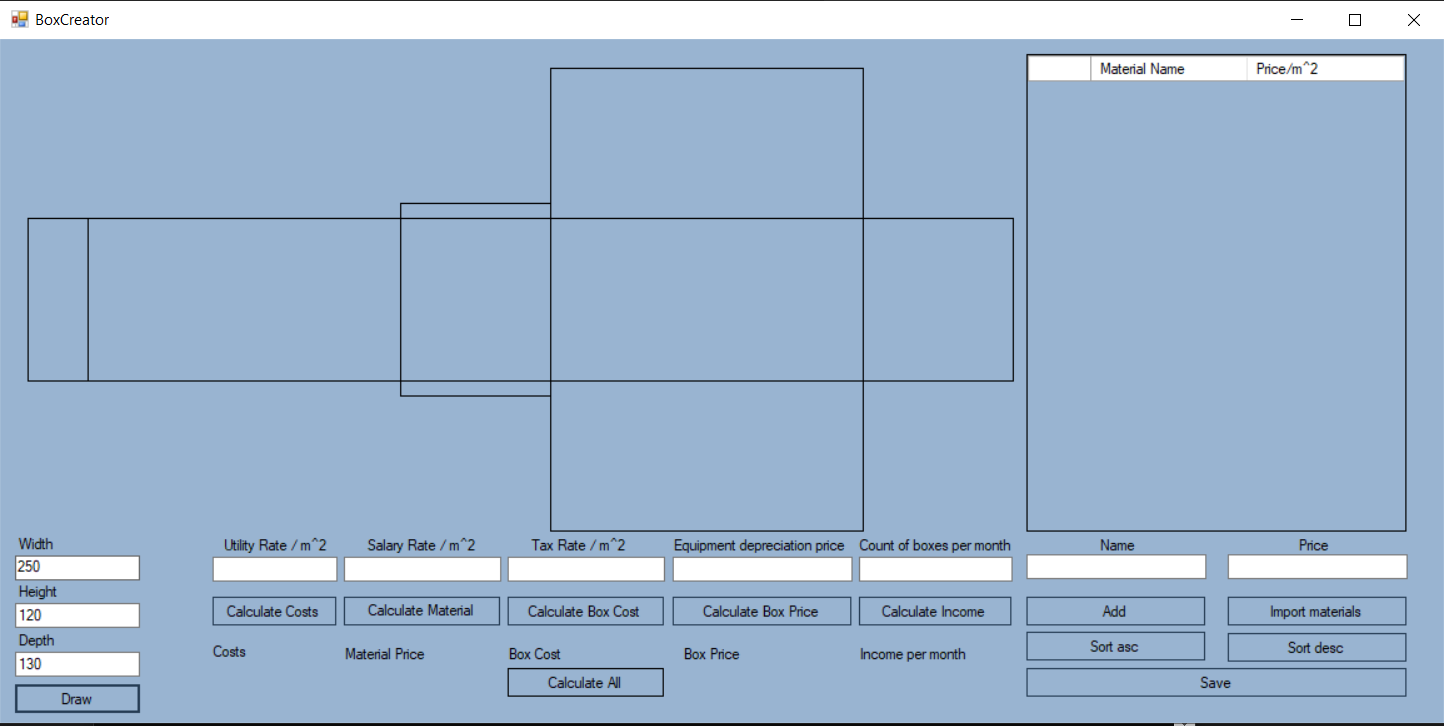 BoxCreator
Material Name Price/m^2
Width
250
Height
120
Depth
130
Draw
Utility Rate / m^2 Salary Rate / m^2 Tax Rate / m^2 Equipment depreciation price Count of boxes per month
Calculate Costs Calculate Material Calculate Box Cost Calculate Box Price Calculate Income
Costs Material Price Box Cost Box Price Income per month
Calculate All
Name Price
Add Import materials
Sort asc Sort desc
Save